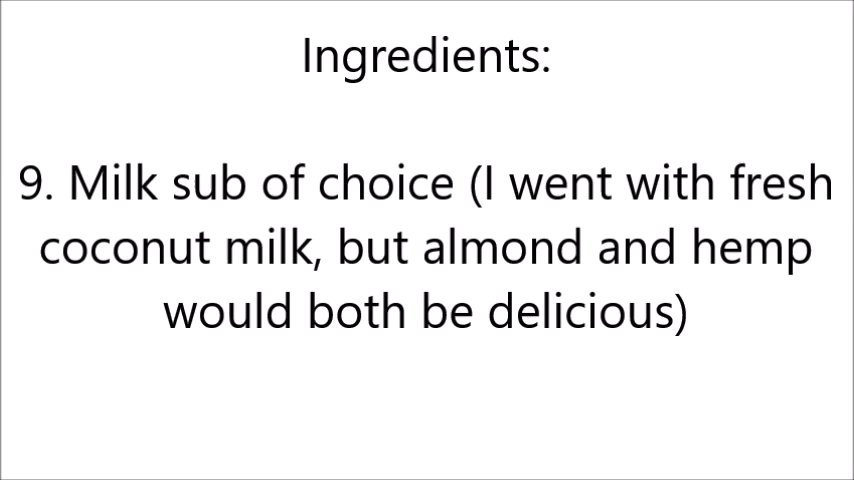 Ingredients:
9. Milk sub of choice (I went with fresh
coconut milk, but almond and hemp
would both be delicious)